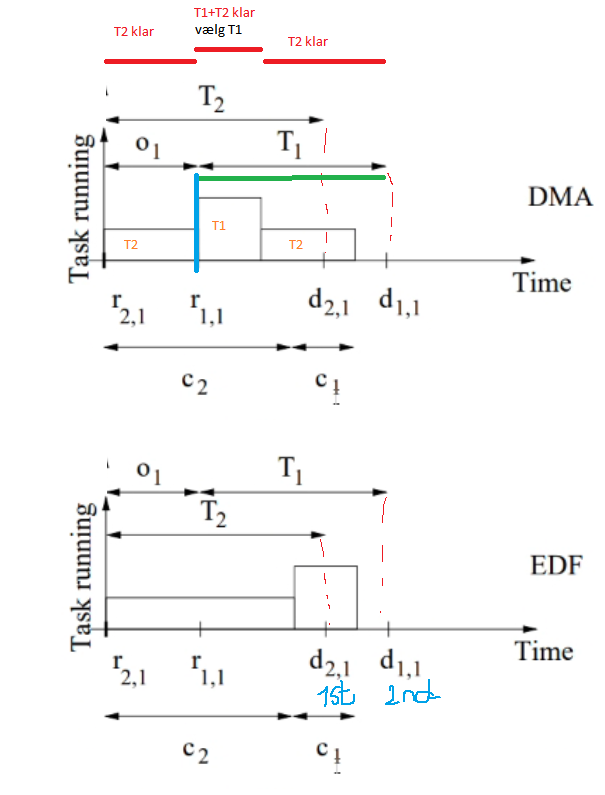 T2 klar
T1+T2 klar
vælg T1
T2 klar
T₂
o₁
T₁
Task running
T2
T1
T2
DMA
Time
r₂,₁
r₁,₁
d₂,₁
d₁,₁
c₂
c₁
o₁
T₁
T₂
Task running
EDF
Time
r₂,₁
r₁,₁
d₂,₁
d₁,₁
1st
2nd
c₂
c₁